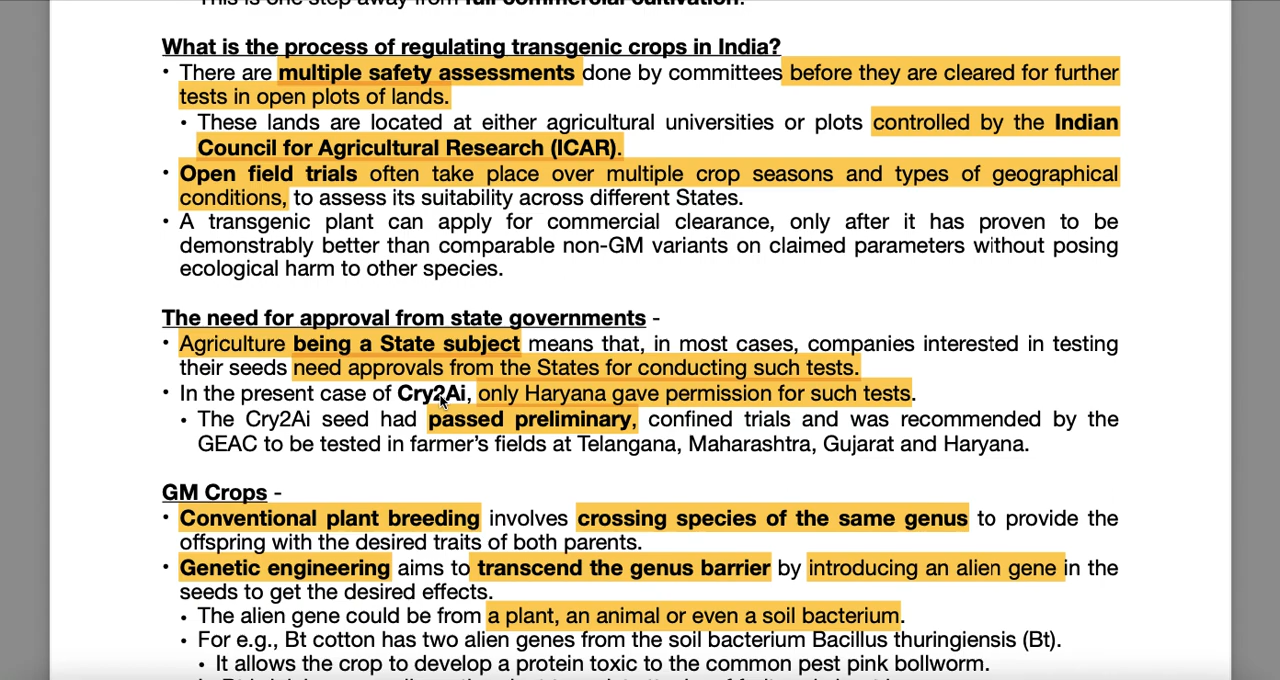 This is one step away from full commercial cultivation.
What is the process of regulating transgenic crops in India?
• There are multiple safety assessments done by committees before they are cleared for further
tests in open plots of lands.
• These lands are located at either agricultural universities or plots controlled by the Indian
Council for Agricultural Research (ICAR).
• Open field trials often take place over multiple crop seasons and types of geographical
conditions, to assess its suitability across different States.
• A transgenic plant can apply for commercial clearance, only after it has proven to be
demonstrably better than comparable non-GM variants on claimed parameters without posing
ecological harm to other species.
The need for approval from state governments -
• Agriculture being a State subject means that, in most cases, companies interested in testing
their seeds need approvals from the States for conducting such tests.
• In the present case of Cry2Ai, only Haryana gave permission for such tests.
• The Cry2Ai seed had passed preliminary, confined trials and was recommended by the
GEAC to be tested in farmer's fields at Telangana, Maharashtra, Gujarat and Haryana.
GM Crops -
• Conventional plant breeding involves crossing species of the same genus to provide the
offspring with the desired traits of both parents.
• Genetic engineering aims to transcend the genus barrier by introducing an alien gene in the
seeds to get the desired effects.
• The alien gene could be from a plant, an animal or even a soil bacterium.
• For e.g., Bt cotton has two alien genes from the soil bacterium Bacillus thuringiensis (Bt).
• It allows the crop to develop a protein toxic to the common pest pink bollworm.